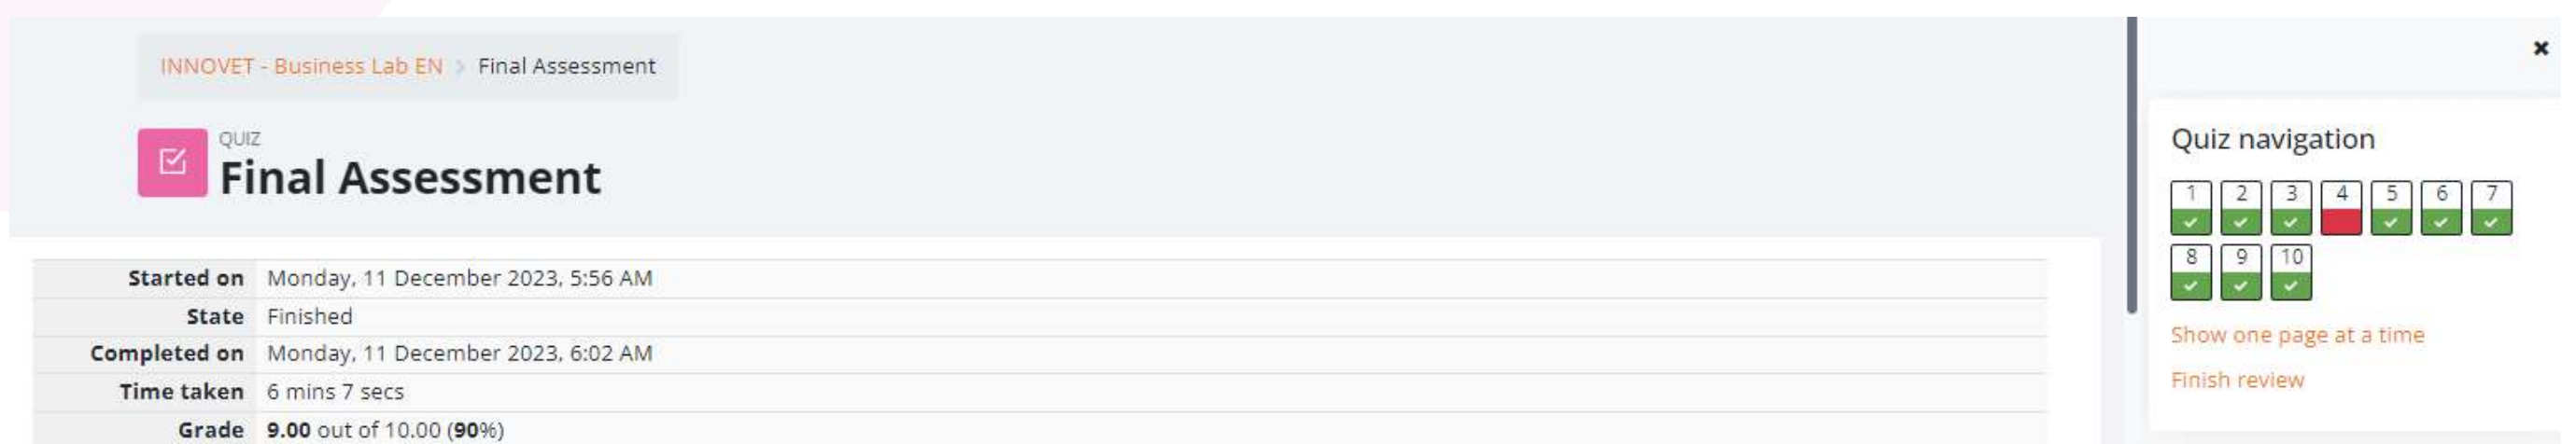 INNOVET - Business Lab EN > Final Assessment
QUIZ
Final Assessment
Started on Monday, 11 December 2023, 5:56 AM
State Finished
Completed on Monday, 11 December 2023, 6:02 AM
Time taken 6 mins 7 secs
Grade 9.00 out of 10.00 (90%)
Quiz navigation
1 2 3 4 5 6 7
8 9 10
Show one page at a time
Finish review